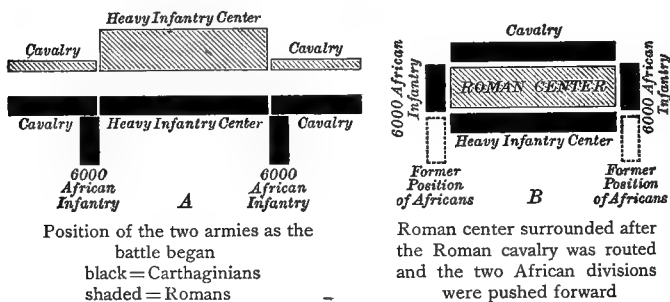 Heavy Infantry Center
Cavalry
Cavalry
Cavalry
Heavy Infantry Center
Cavalry
6000
African
Infantry
A
6000
African
Infantry
Position of the two armies as the
battle began
black=Carthaginians
shaded=Romans
Cavalry
6000 African
Infantry
ROMAN CENTER
6000 African
Infantry
Heavy Infantry Center
Former
Position
of Africans
B
Former
Position
of Africans
Roman center surrounded after
the Roman cavalry was routed
and the two African divisions
were pushed forward